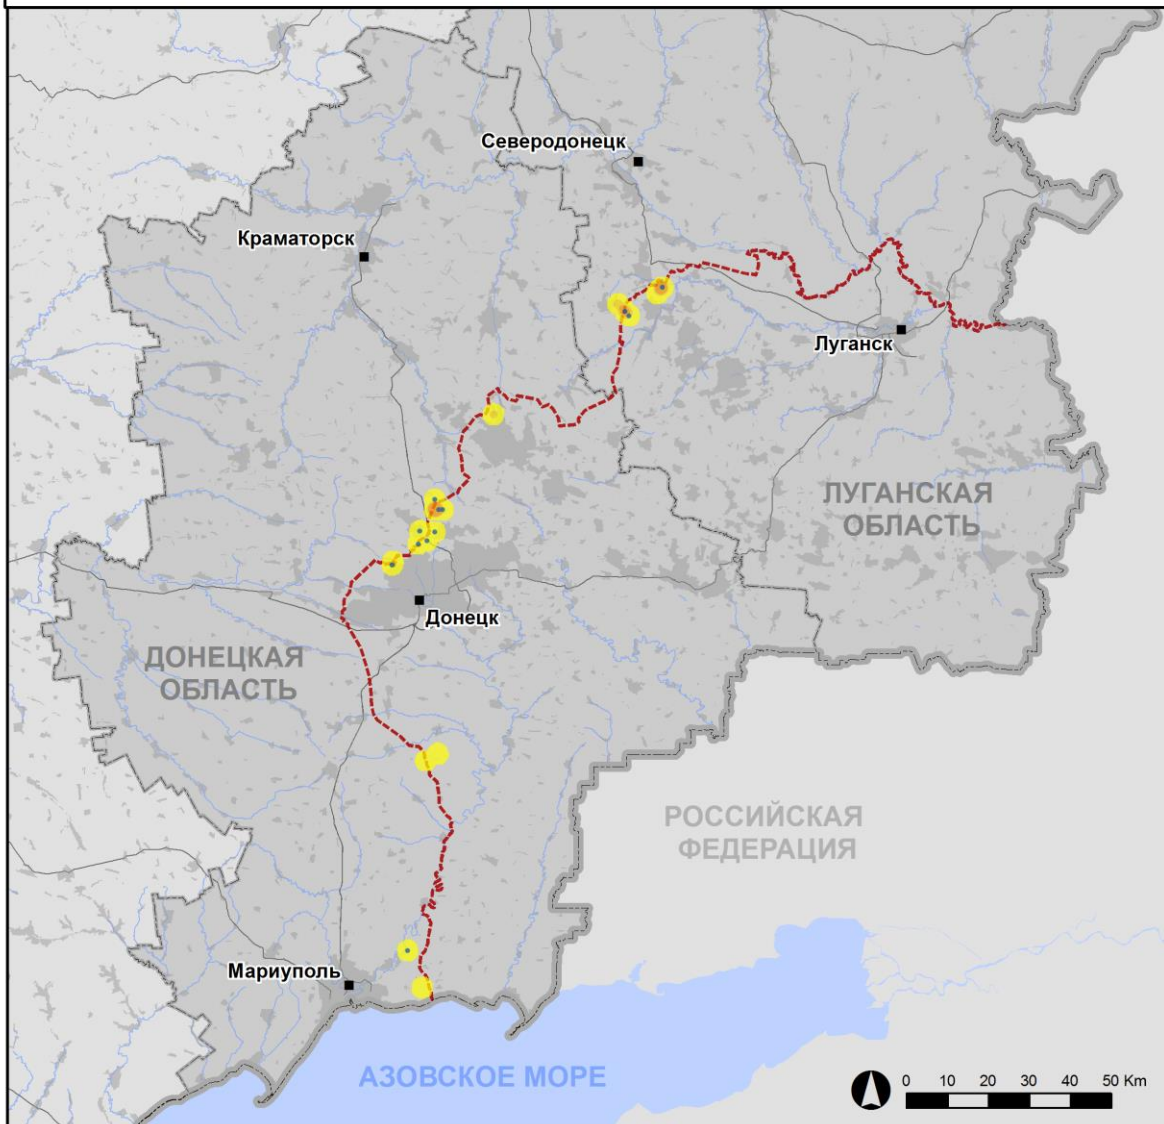 Северодонецк
Краматорск
Луганск
ЛУГАНСКАЯ
ОБЛАСТЬ
Донецк
ДОНЕЦКАЯ
ОБЛАСТЬ
РОССИЙСКАЯ
ФЕДЕРАЦИЯ
Мариуполь
АЗОВСКОЕ МОРЕ
0 10 20 30 40 50 Km